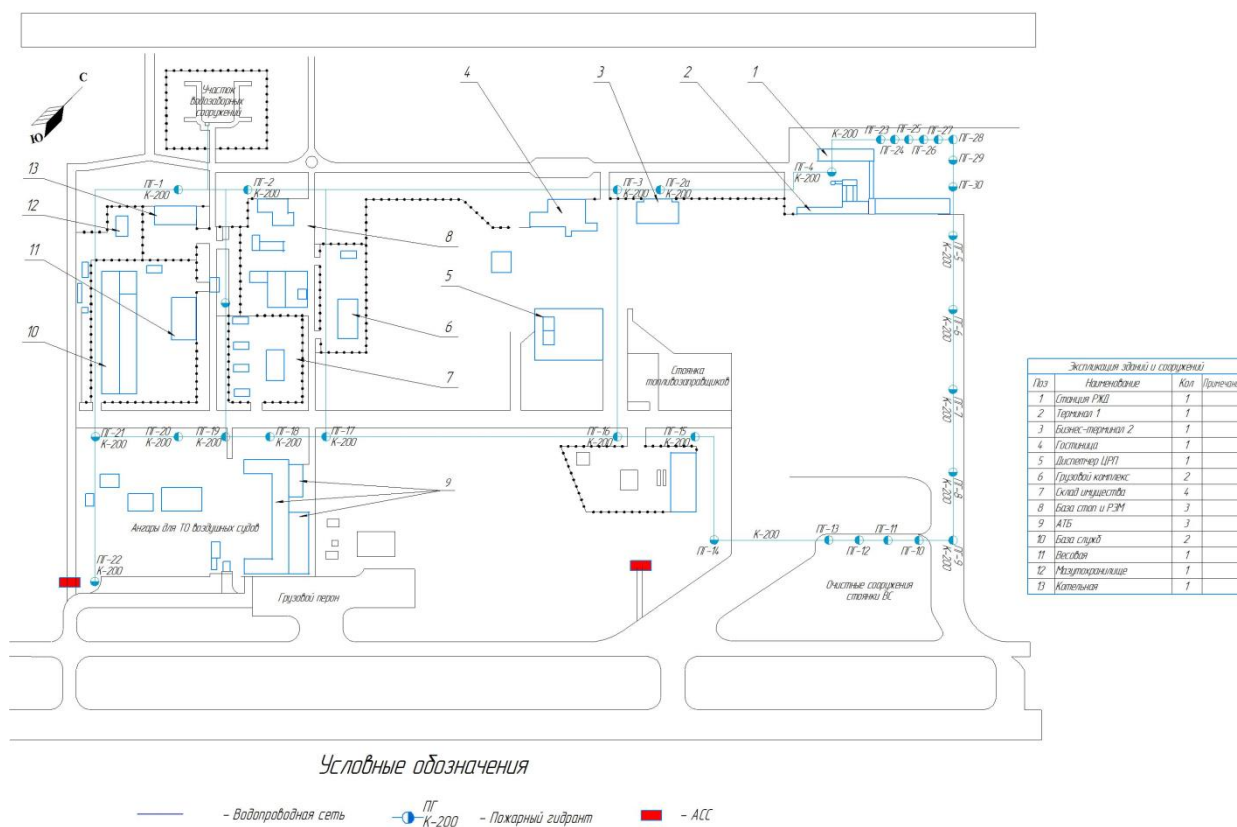 С
Ю
Участок
водозаборных
сооружений
4
3
2
1
13
12
11
10
8
5
6
7
9
К-200
ПГ-23
ПГ-25
ПГ-27
ПГ-28
ПГ-24
ПГ-26
ПГ-4
К-200
ПГ-29
ПГ-30
ПГ-1
К-200
ПГ-2
К-200
ПГ-3
К-200
ПГ-2а
К-200
ПГ-5
К-200
ПГ-6
К-200
ПГ-7
К-200
ПГ-8
К-200
ПГ-9
К-200
Стоянка
топливозаправщиков
ПГ-21
К-200
ПГ-20
К-200
ПГ-19
К-200
ПГ-18
К-200
ПГ-17
К-200
ПГ-16
К-200
ПГ-15
К-200
Ангары для ТО воздушных судов
ПГ-22
К-200
ПГ-14
К-200
ПГ-13
ПГ-12
ПГ-11
ПГ-10
Грузовой перон
Очистные сооружения
стоянки ВС
Экспликация зданий и сооружений
Поз Наименование Кол Примечание
1 Станция РЖД 1
2 Терминал 1 1
3 Бизнес-терминал 2 1
4 Гостиница 1
5 Диспетчер ЦРП 1
6 Грузовой комплекс 2
7 Склад имущества 4
8 База стоп и РЭМ 3
9 АТБ 3
10 База служб 2
11 Весовая 1
12 Мазутохранилище 1
13 Котельная 1
Условные обозначения
- Водопроводная сеть
ПГ
К-200
- Пожарный гидрант
- АСС